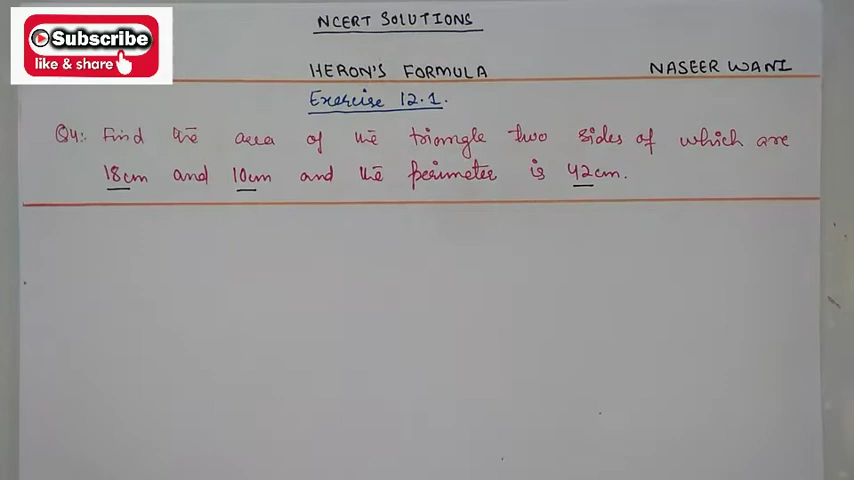 NCERT SOLUTIONS
Subscribe
like & share
HERON'S FORMULA
NASEER WANI
Exercise 12.1.
Q4:. Find the area of the triangle two sides of which are
18cm and 10cm and the perimeter is 42cm.